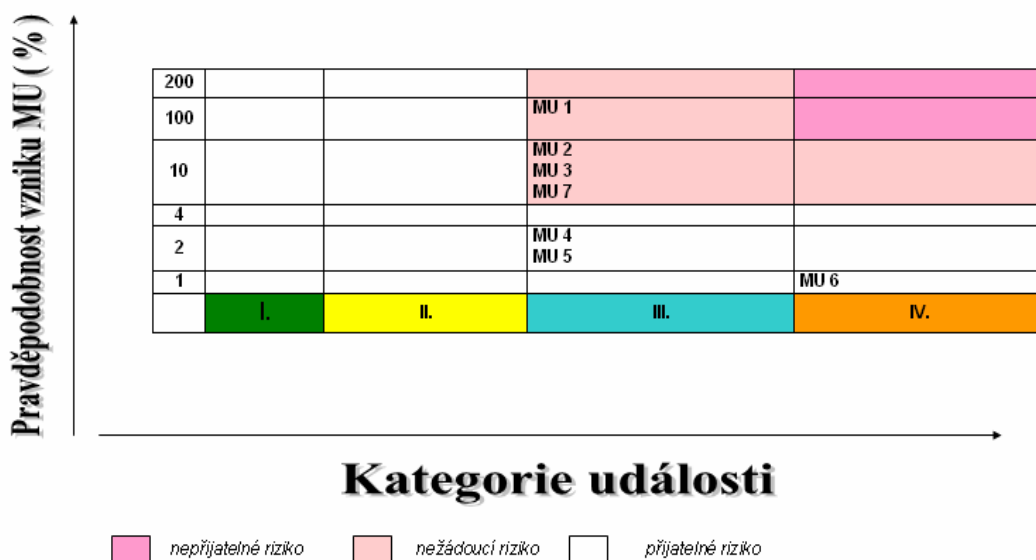 Pravděpodobnost vzniku MU ( % )
200
100
MU 1
10
MU 2
MU 3
MU 7
4
2
MU 4
MU 5
1
MU 6
I.
II.
III.
IV.
Kategorie události
nepřijatelné riziko
nežádoucí riziko
přijatelné riziko